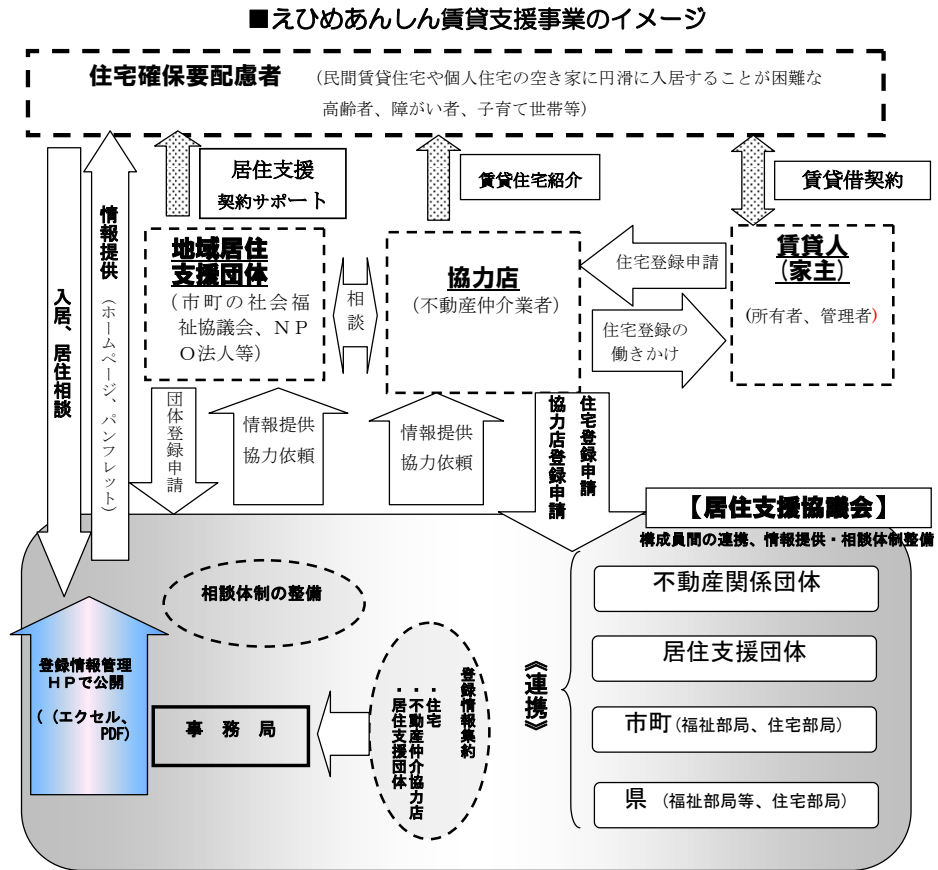 ■えひめあんしん賃貸支援事業のイメージ
住宅確保要配慮者 (民間賃貸住宅や個人住宅の空き家に円滑に入居することが困難な
高齢者、障がい者、子育て世帯等)
居住支援
契約サポート
賃貸住宅紹介
賃貸借契約
入居、居住相談
情報提供(ホームページ、パンフレット)
地域居住
支援団体
(市町の社会福
祉協議会、NP
O法人等)
相談
協力店
(不動産仲介業者)
住宅登録申請
住宅登録の
働きかけ
賃貸人
(家主)
(所有者、管理者)
団体登録申請
情報提供
協力依頼
情報提供
協力依頼
住宅登録申請
協力店登録申請
【居住支援協議会】
構成員間の連携、情報提供・相談体制整備
相談体制の整備
登録情報管理
HPで公開
((エクセル、
PDF)
事務局
登録情報集約
・住宅
・不動産仲介協力店
・居住支援団体
《連携》
不動産関係団体
居住支援団体
市町(福祉部局、住宅部局)
県 (福祉部局等、住宅部局)